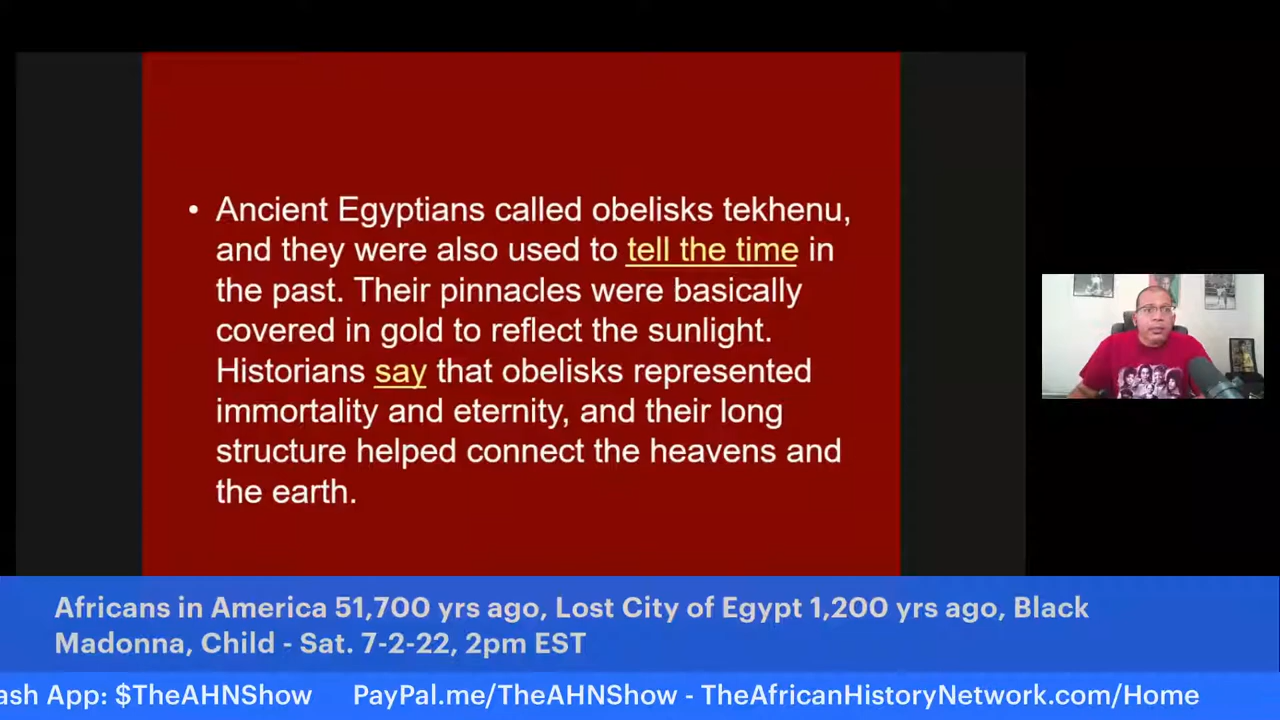 • Ancient Egyptians called obelisks tekhenu,
and they were also used to tell the time in
the past. Their pinnacles were basically
covered in gold to reflect the sunlight.
Historians say that obelisks represented
immortality and eternity, and their long
structure helped connect the heavens and
the earth.
Africans in America 51,700 yrs ago, Lost City of Egypt 1,200 yrs ago, Black
Madonna, Child - Sat. 7-2-22, 2pm EST
ash App: $TheAHNShow PayPal.me/TheAHNShow - TheAfricanHistoryNetwork.com/Home